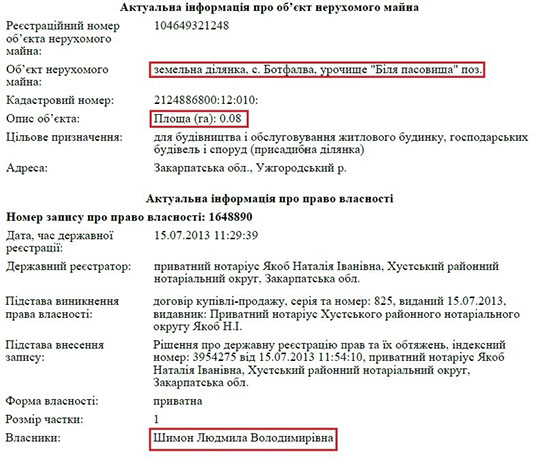 Актуальна інформація про об’єкт нерухомого майна
Реєстраційний номер об’єкта нерухомого майна: 104649321248
Об’єкт нерухомого майна: земельна ділянка, с. Ботфалва, урочище "Біля пасовища" поз.
Кадастровий номер: 2124886800:12:010:
Опис об’єкта: Площа (га): 0.08
Цільове призначення: для будівництва і обслуговування житлового будинку, господарських
будівель і споруд (присадибна ділянка)
Адреса: Закарпатська обл., Ужгородський р.
Актуальна інформація про право власності
Номер запису про право власності: 1648890
Дата, час державної реєстрації: 15.07.2013 11:29:39
Державний реєстратор: приватний нотаріус Якоб Наталія Іванівна, Хустський районний
нотаріальний округ, Закарпатська обл.
Підстава виникнення права власності: договір купівлі-продажу, серія та номер: 825, виданий 15.07.2013,
видавник: Приватний нотаріус Хустського районного нотаріального
округу Якоб Н.І.
Підстава внесення запису: Рішення про державну реєстрацію прав та їх обтяжень, індексний
номер: 3954275 від 15.07.2013 11:54:10, приватний нотаріус Якоб
Наталія Іванівна, Хустський районний нотаріальний округ,
Закарпатська обл.
Форма власності: приватна
Розмір частки: 1
Власники: Шимон Людмила Володимирівна